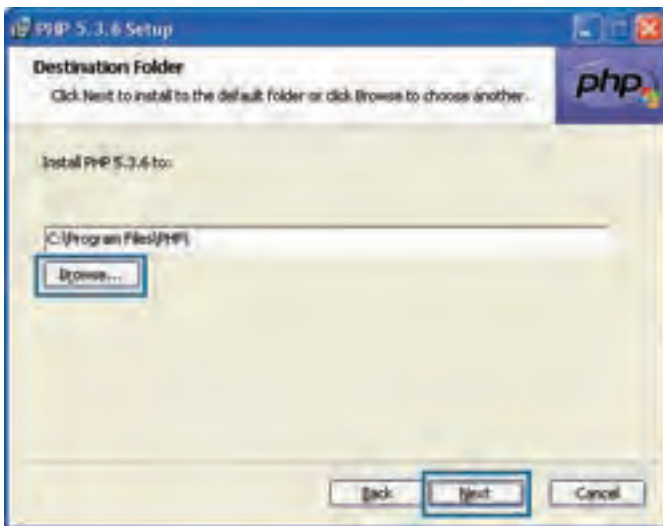 PHP 5.3.6 Setup
Destination Folder
Click Next to install to the default folder or click Browse to choose another.
php
Install PHP 5.3.6 to:
C:\Program Files\PHP\
Browse...
Back
Next
Cancel